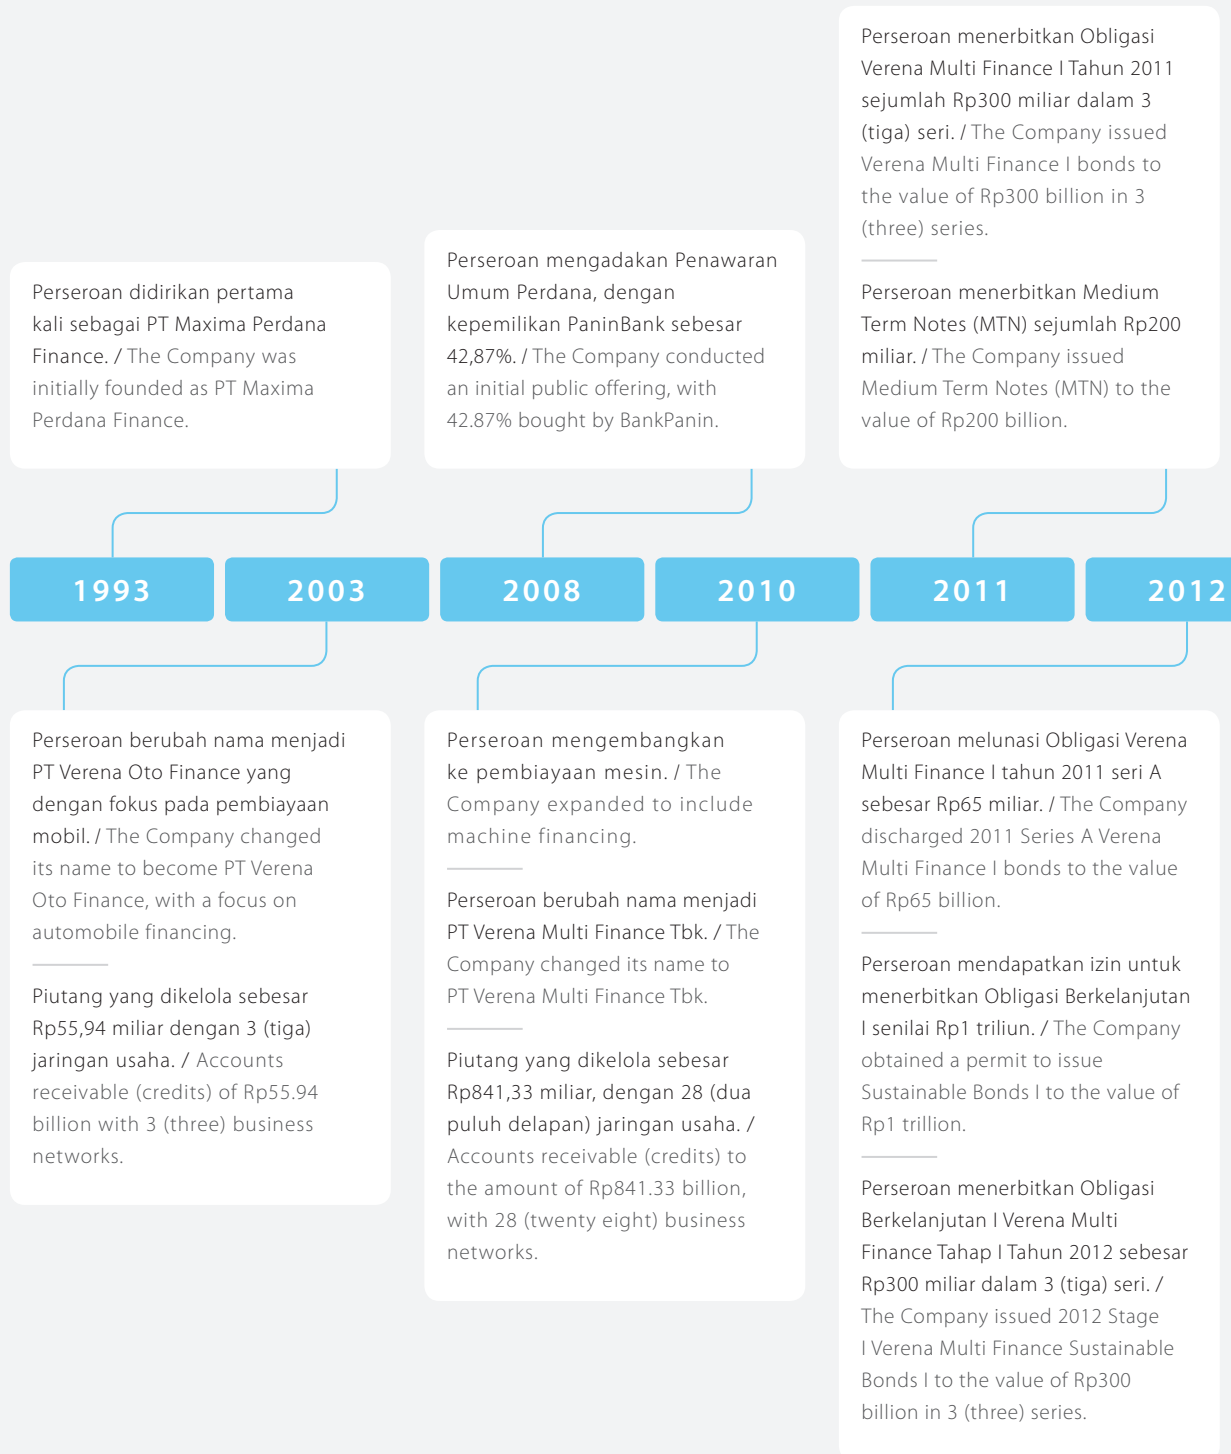 Perseroan didirikan pertama
kali sebagai PT Maxima Perdana
Finance. / The Company was
initially founded as PT Maxima
Perdana Finance.
Perseroan mengadakan Penawaran
Umum Perdana, dengan
kepemilikan PaninBank sebesar
42,87%. / The Company conducted
an initial public offering, with
42.87% bought by BankPanin.
Perseroan menerbitkan Obligasi
Verena Multi Finance I Tahun 2011
sejumlah Rp300 miliar dalam 3
(tiga) seri. / The Company issued
Verena Multi Finance I bonds to
the value of Rp300 billion in 3
(three) series.
Perseroan menerbitkan Medium
Term Notes (MTN) sejumlah Rp200
miliar. / The Company issued
Medium Term Notes (MTN) to the
value of Rp200 billion.
1993
2003
2008
2010
2011
2012
Perseroan berubah nama menjadi
PT Verena Oto Finance yang
dengan fokus pada pembiayaan
mobil. / The Company changed
its name to become PT Verena
Oto Finance, with a focus on
automobile financing.
Piutang yang dikelola sebesar
Rp55,94 miliar dengan 3 (tiga)
jaringan usaha. / Accounts
receivable (credits) of Rp55.94
billion with 3 (three) business
networks.
Perseroan mengembangkan
ke pembiayaan mesin. / The
Company expanded to include
machine financing.
Perseroan berubah nama menjadi
PT Verena Multi Finance Tbk. / The
Company changed its name to
PT Verena Multi Finance Tbk.
Piutang yang dikelola sebesar
Rp841,33 miliar, dengan 28 (dua
puluh delapan) jaringan usaha. /
Accounts receivable (credits) to
the amount of Rp841.33 billion,
with 28 (twenty eight) business
networks.
Perseroan melunasi Obligasi Verena
Multi Finance I tahun 2011 seri A
sebesar Rp65 miliar. / The Company
discharged 2011 Series A Verena
Multi Finance I bonds to the value
of Rp65 billion.
Perseroan mendapatkan izin untuk
menerbitkan Obligasi Berkelanjutan
I senilai Rp1 triliun. / The Company
obtained a permit to issue
Sustainable Bonds I to the value of
Rp1 trillion.
Perseroan menerbitkan Obligasi
Berkelanjutan I Verena Multi
Finance Tahap I Tahun 2012 sebesar
Rp300 miliar dalam 3 (tiga) seri. /
The Company issued 2012 Stage
I Verena Multi Finance Sustainable
Bonds I to the value of Rp300
billion in 3 (three) series.